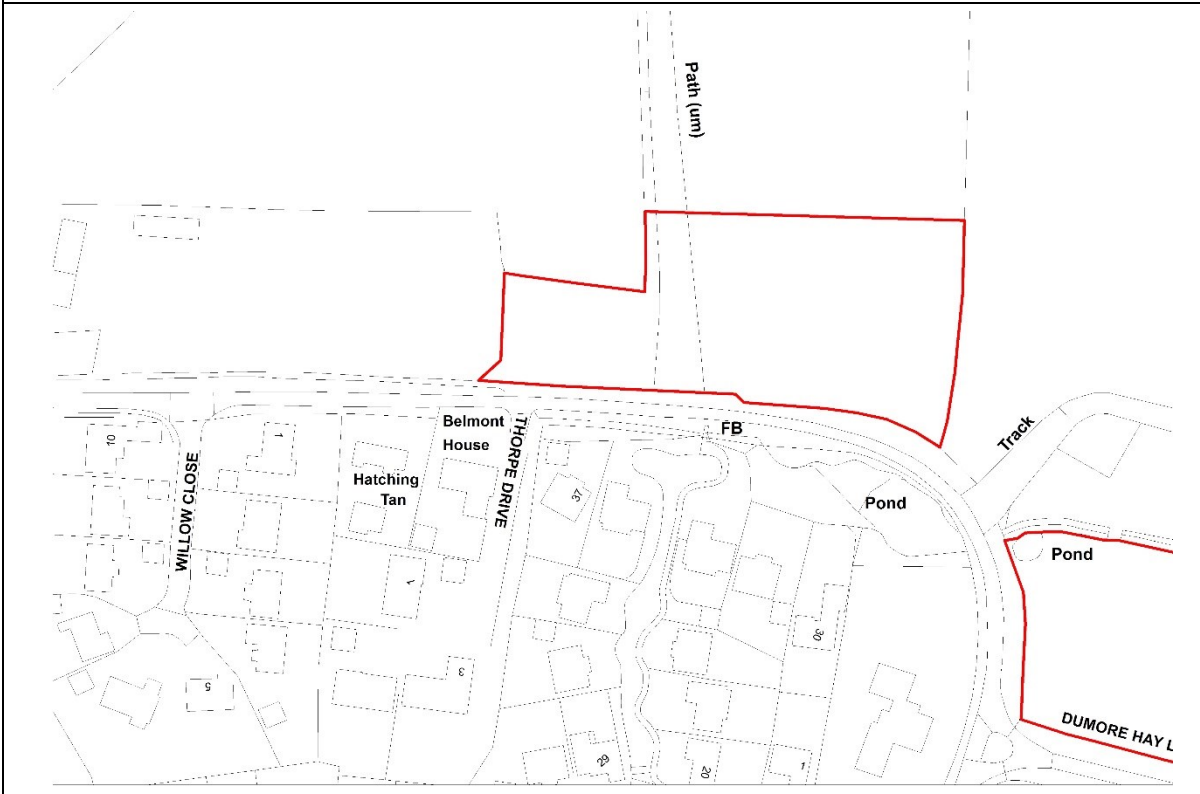 Path (um)
Belmont
House
THORPE DRIVE
FB
Track
10
1
WILLOW CLOSE
Hatching
Tan
37
Pond
Pond
1
30
3
5
29
20
1
DUMORE HAY L